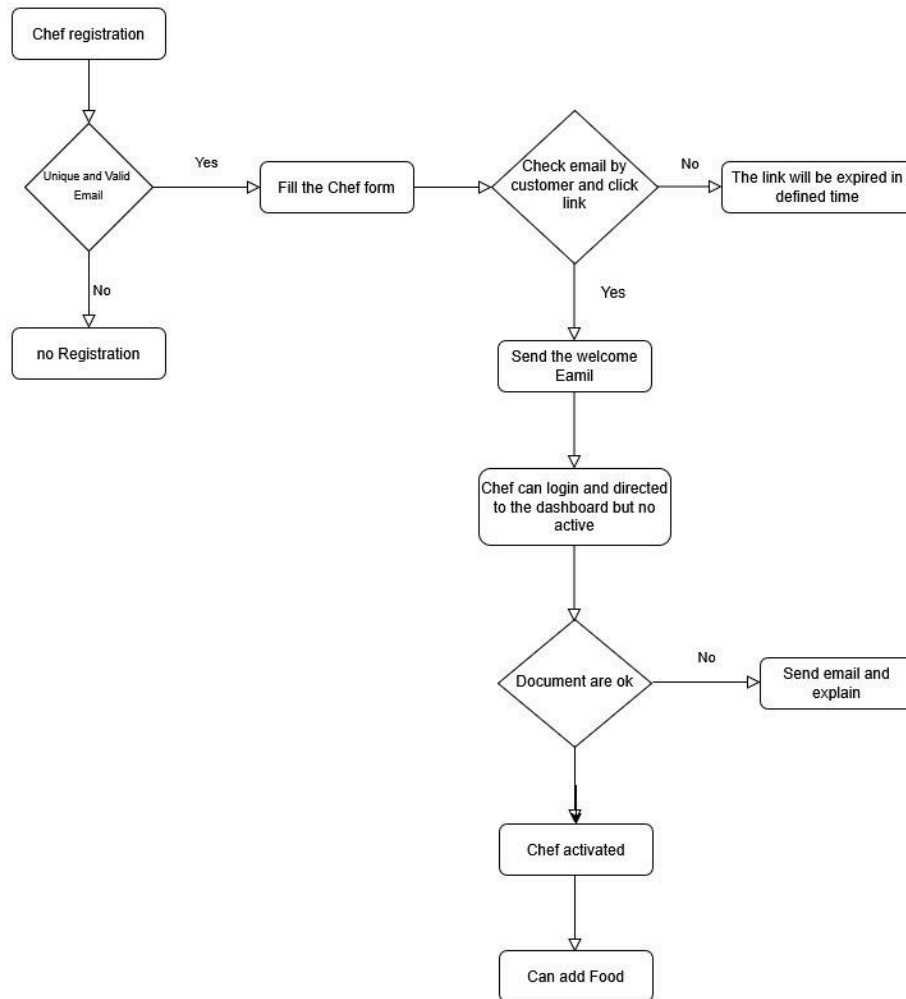 Chef registration
Unique and Valid
Email
Yes
Fill the Chef form
Check email by
customer and click
link
No
The link will be expired in
defined time
No
no Registration
Yes
Send the welcome
Eamil
Chef can login and directed
to the dashboard but no
active
Document are ok
No
Send email and
explain
Chef activated
Can add Food